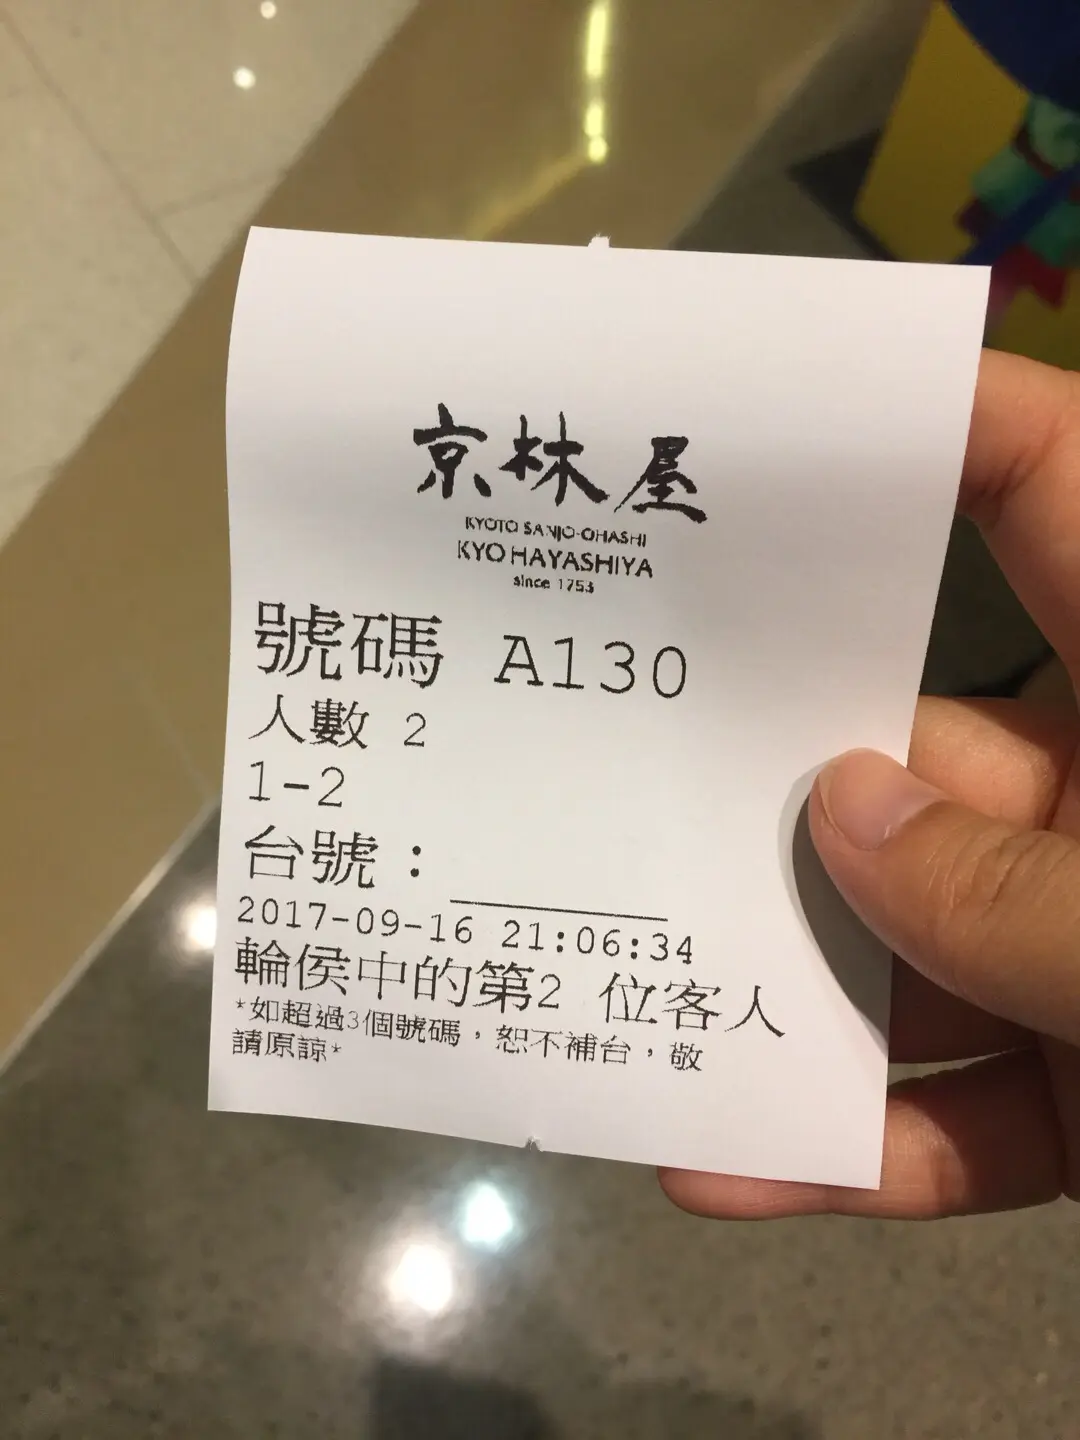 京林屋
KYOTO SANJO-OHASHI
KYO HAYASHIYA
since 1753
號碼 A130
人數 2
1-2
台號：
2017-09-16 21:06:34
輪侯中的第2 位客人
*如超過3個號碼，恕不補台，敬
請原諒*